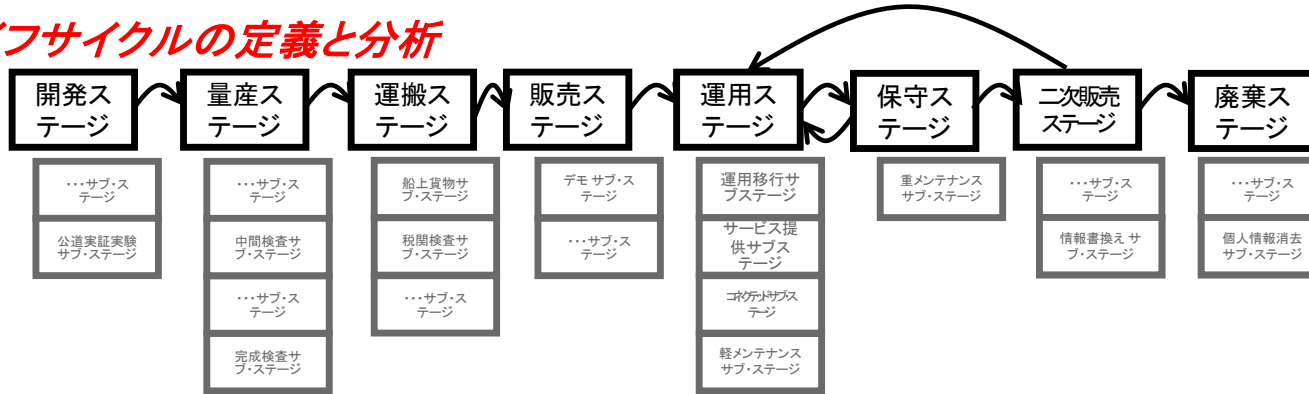 イフサイクルの定義と分析
開発ス
テージ
量産ス
テージ
運搬ス
テージ
販売ス
テージ
運用ス
テージ
保守ス
テージ
二次販売
ステージ
廃棄ス
テージ
・・・サブ・ス
テージ
公道実証実験
サブ・ステージ
・・・サブ・ス
テージ
中間検査サ
ブ・ステージ
・・・サブ・ス
テージ
完成検査サ
ブ・ステージ
船上貨物サ
ブ・ステージ
税関検査サ
ブ・ステージ
・・・サブ・ス
テージ
デモ サブ・ス
テージ
・・・サブ・ス
テージ
運用移行サ
ブステージ
サービス提
供サブス
テージ
コネクテッドサブ・ス
テージ
軽メンテナンス
サブ・ステージ
重メンテナンス
サブ・ステージ
・・・サブ・ス
テージ
情報書換え サ
ブ・ステージ
・・・サブ・ス
テージ
個人情報消去
サブ・ステージ